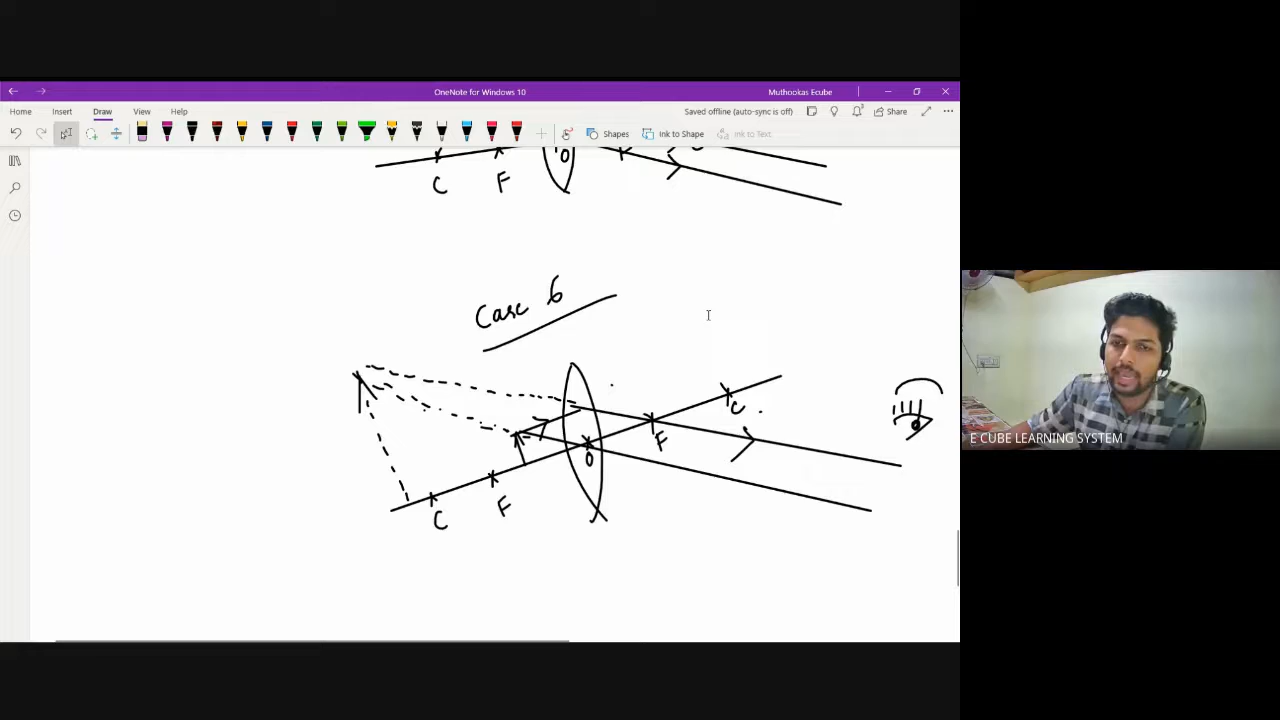 OneNote for Windows 10
Muthookas Ecube
Home Insert Draw View Help
Saved offline (auto-sync is off)
Share
Shapes
Ink to Shape
Ink to Text
O
C F
Case 6
C
F
O
F
C
E CUBE LEARNING SYSTEM